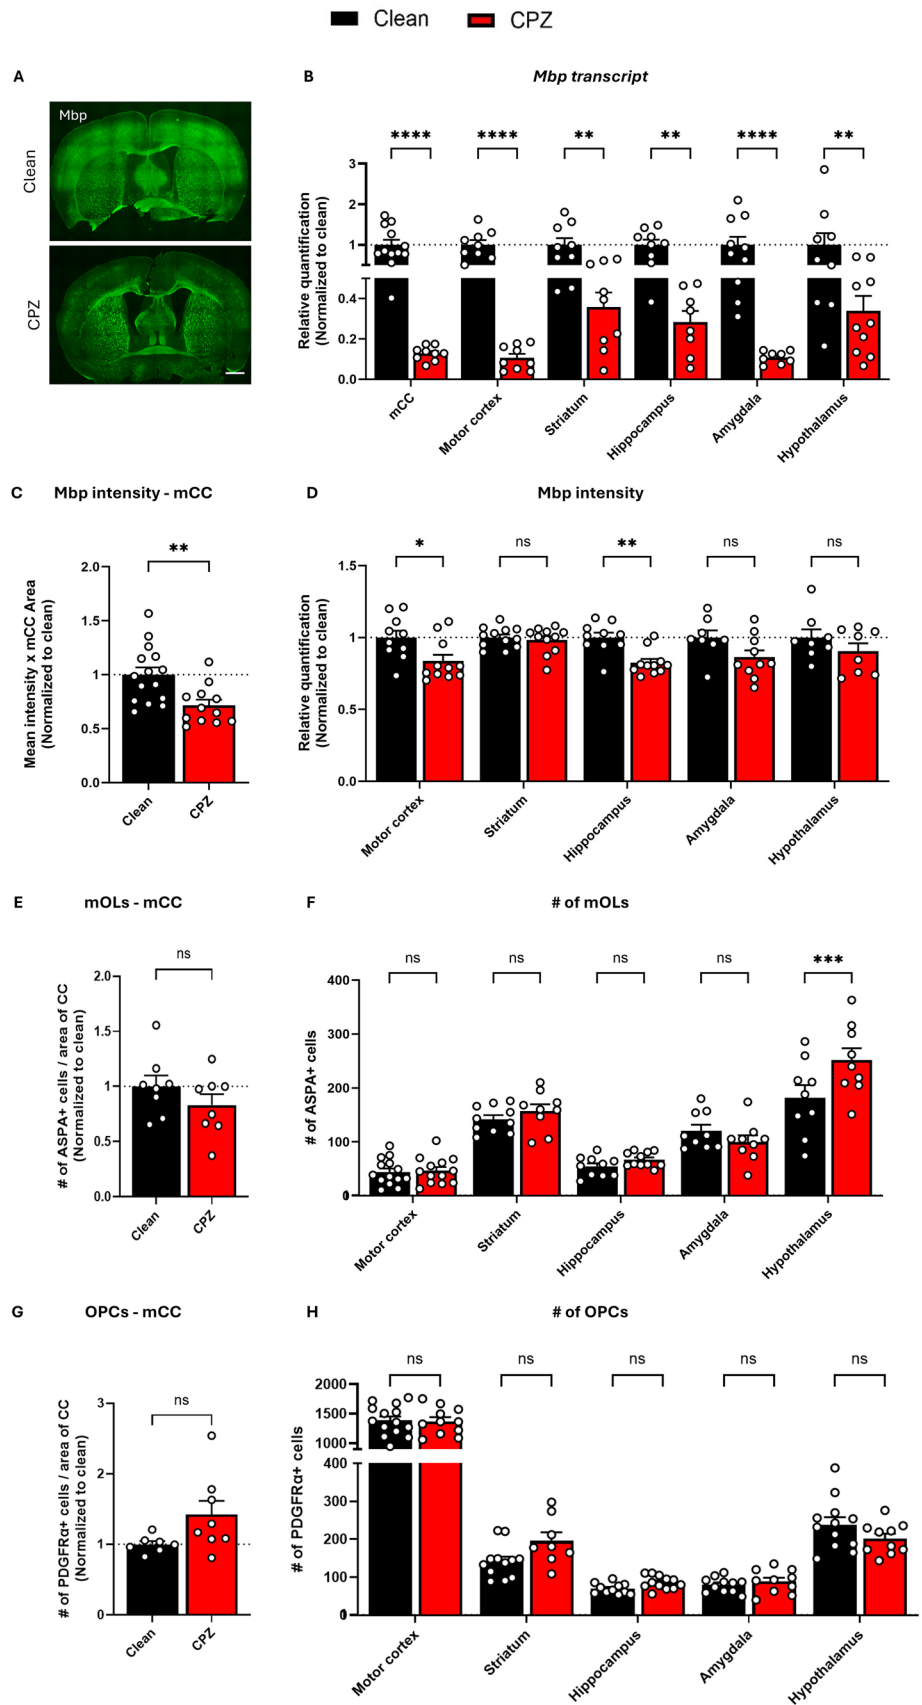 Clean CPZ
A
Mbp
Clean
CPZ
B Mbp transcript
**** **** ** ** **** **
Relative quantification
(Normalized to clean)
3
2
1
0.4
0.2
0.0
mCC Motor cortex Striatum Hippocampus Amygdala Hypothalamus
C Mbp intensity - mCC
**
Mean intensity x mCC Area
(Normalized to clean)
2.0
1.5
1.0
0.5
0.0
Clean CPZ
D Mbp intensity
* ns ** ns ns
Relative quantification
(Normalized to clean)
1.5
1
0.5
0.0
Motor cortex Striatum Hippocampus Amygdala Hypothalamus
E mOLs - mCC
ns
# of ASPA+ cells / area of CC
(Normalized to clean)
2.0
1.5
1
0.5
0.0
Clean CPZ
F # of mOLs
ns ns ns ns ***
# of ASPA+ cells
400
300
200
100
0
Motor cortex Striatum Hippocampus Amygdala Hypothalamus
G OPCs - mCC
ns
# of PDGFRα+ cells / area of CC
(Normalized to clean)
3
2
1
0
Clean CPZ
H # of OPCs
ns ns ns ns ns
# of PDGFRα+ cells
2000
1500
1000
400
300
200
100
0
Motor cortex Striatum Hippocampus Amygdala Hypothalamus